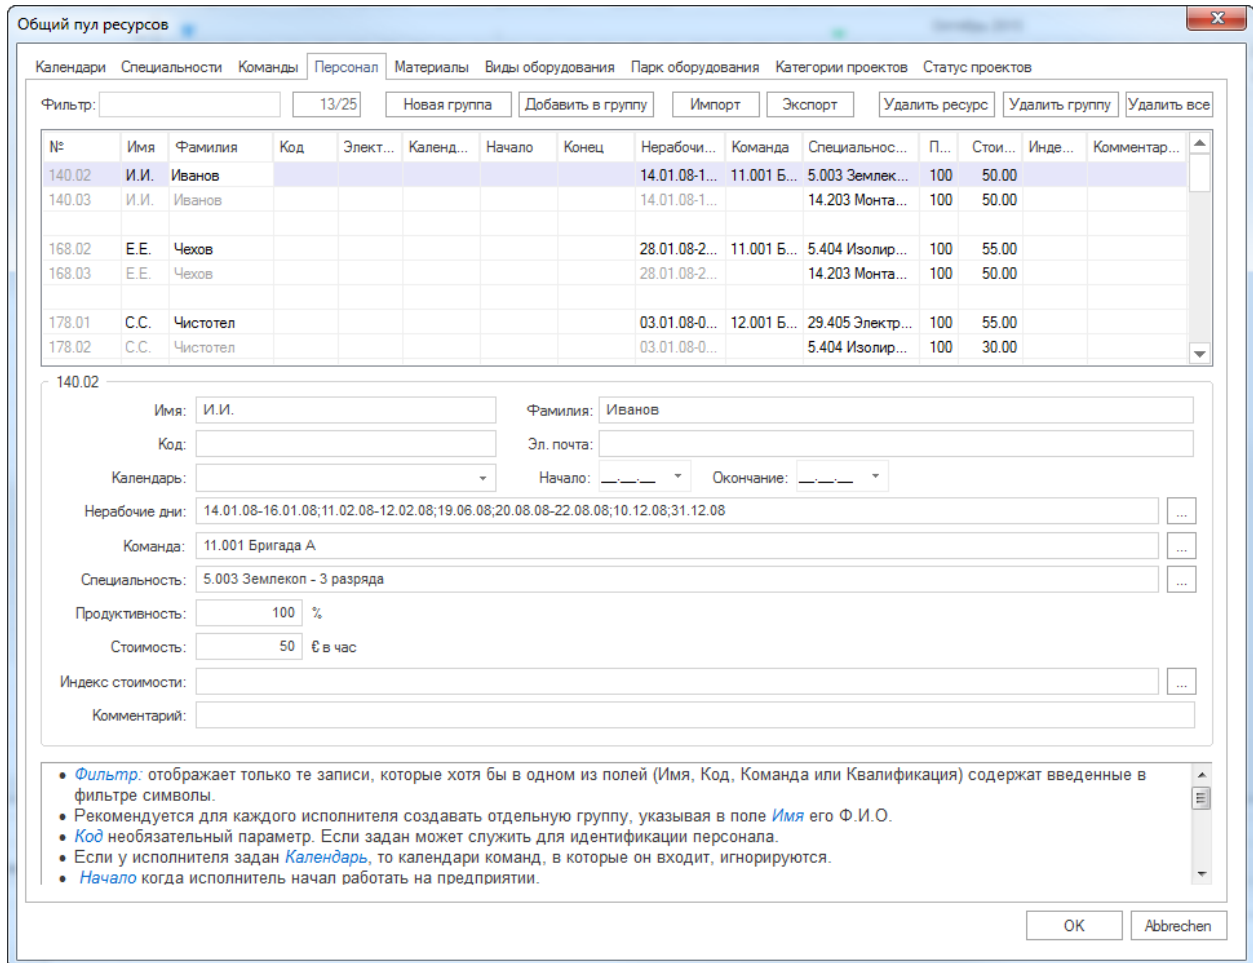 Общий пул ресурсов
Календари Специальности Команды Персонал Материалы Виды оборудования Парк оборудования Категории проектов Статус проектов
Фильтр: 13/25 Новая группа Добавить в группу Импорт Экспорт Удалить ресурс Удалить группу Удалить все
№ Имя Фамилия Код Элект... Календ... Начало Конец Нерабочи... Команда Специальнос... П... Стои... Инде... Комментар...
140.02 И.И. Иванов 14.01.08-1... 11.001 Б... 5.003 Землек... 100 50.00
140.03 И.И. Иванов 14.01.08-1... 14.203 Монта... 100 50.00
168.02 Е.Е. Чехов 28.01.08-2... 11.001 Б... 5.404 Изолир... 100 55.00
168.03 Е.Е. Чехов 28.01.08-2... 14.203 Монта... 100 50.00
178.01 С.С. Чистотел 03.01.08-0... 12.001 Б... 29.405 Электр... 100 55.00
178.02 С.С. Чистотел 03.01.08-0... 5.404 Изолир... 100 30.00
140.02
Имя: И.И. Фамилия: Иванов
Код: Эл. почта:
Календарь: Начало: __.__.__ Окончание: __.__.__
Нерабочие дни: 14.01.08-16.01.08;11.02.08-12.02.08;19.06.08;20.08.08-22.08.08;10.12.08;31.12.08 ...
Команда: 11.001 Бригада А ...
Специальность: 5.003 Землекоп - 3 разряда ...
Продуктивность: 100 %
Стоимость: 50 € в час
Индекс стоимости: ...
Комментарий:
• Фильтр: отображает только те записи, которые хотя бы в одном из полей (Имя, Код, Команда или Квалификация) содержат введенные в
фильтре символы.
• Рекомендуется для каждого исполнителя создавать отдельную группу, указывая в поле Имя его Ф.И.О.
• Код необязательный параметр. Если задан может служить для идентификации персонала.
• Если у исполнителя задан Календарь, то календари команд, в которые он входит, игнорируются.
• Начало когда исполнитель начал работать на предприятии.
OK Abbrechen